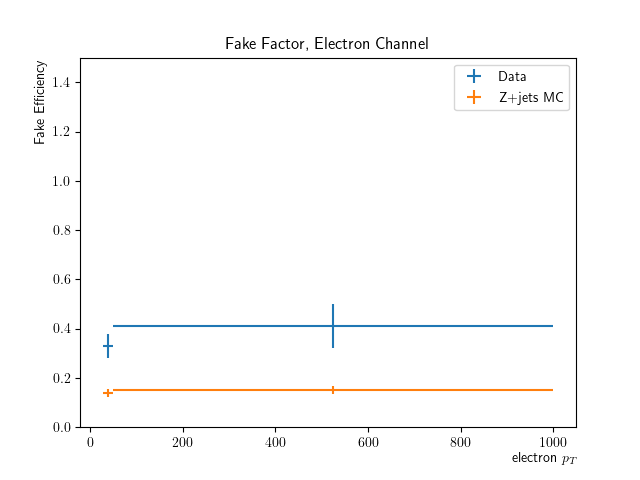 Fake Factor, Electron Channel
Fake Efficiency
1.4
1.2
1.0
0.8
0.6
0.4
0.2
0.0
Data
Z+jets MC
0 200 400 600 800 1000
electron p_T